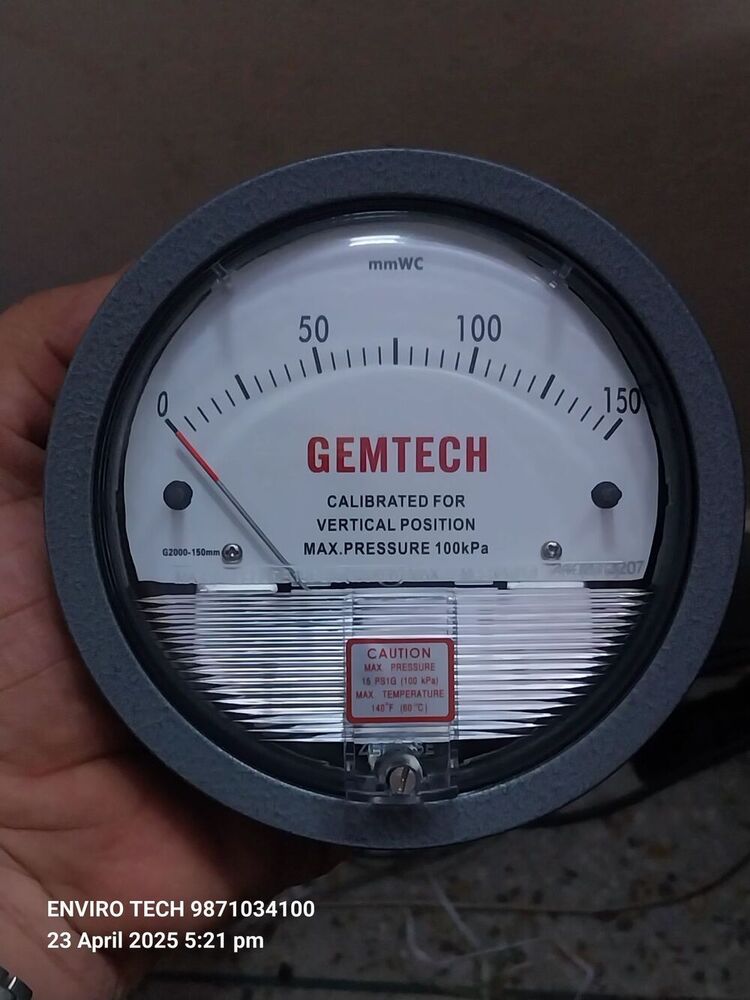 mmWC
0 50 100 150
GEMTECH
CALIBRATED FOR
VERTICAL POSITION
MAX.PRESSURE 100kPa
G2000-150mm
CAUTION
MAX PRESSURE
15 PSIG (100 kPa)
MAX TEMPERATURE
140°F (60°C)
ENVIRO TECH 9871034100
23 April 2025 5:21 pm